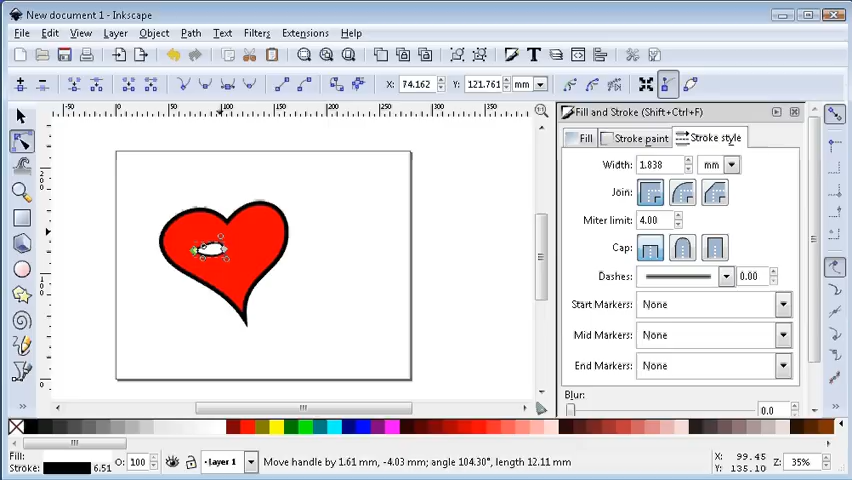 New document 1 - Inkscape
File Edit View Layer Object Path Text Filters Extensions Help
X: 74.162 Y: 121.761 mm
Fill and Stroke (Shift+Ctrl+F)
Fill Stroke paint Stroke style
Width: 1.838 mm
Join:
Miter limit: 4.00
Cap:
Dashes: 0.00
Start Markers: None
Mid Markers: None
End Markers: None
Blur:
0.0
Fill:
Stroke: 6.51
O: 100
Layer 1
Move handle by 1.61 mm, -4.03 mm; angle 104.30°, length 12.11 mm
X: 99.45
Y: 135.10
Z: 35%